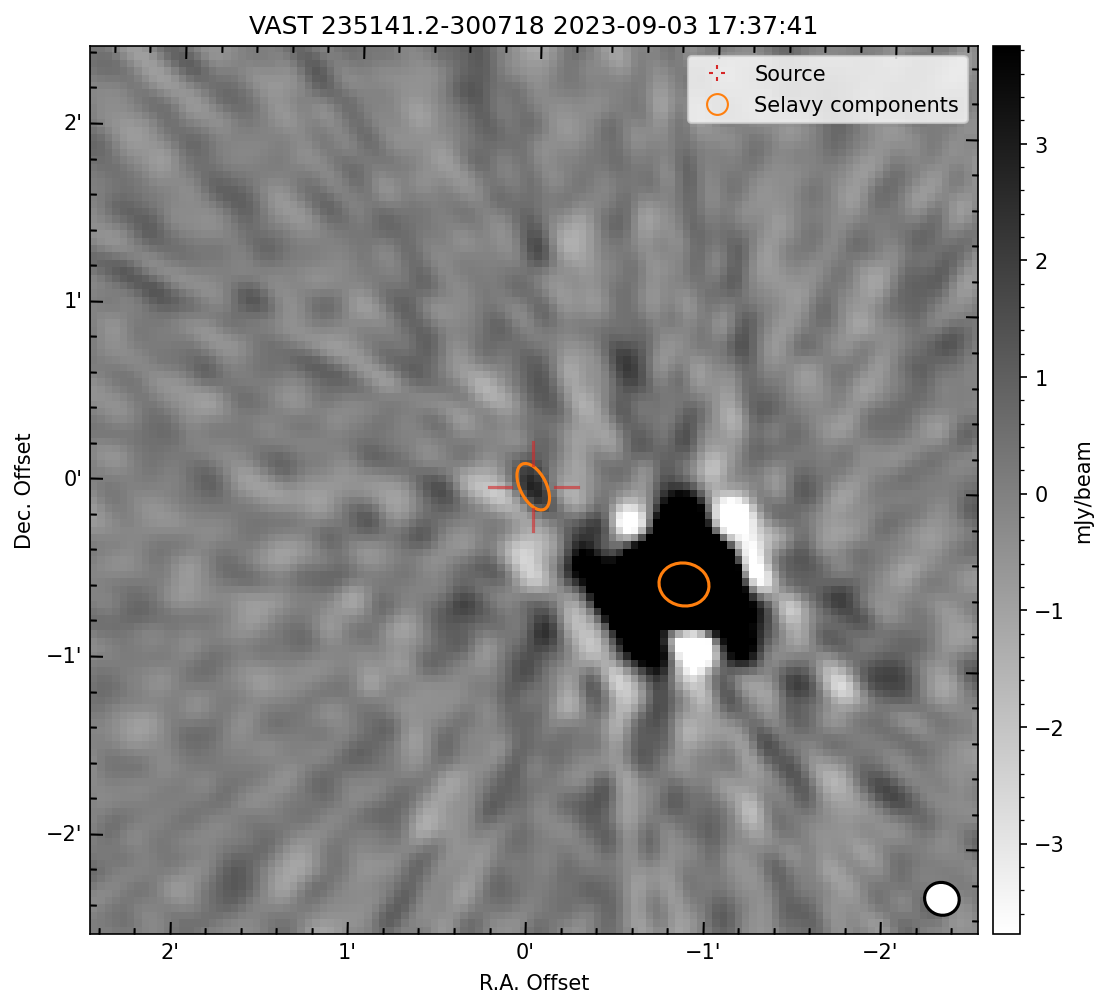 VAST 235141.2-300718 2023-09-03 17:37:41
Source
Selavy components
2'
1'
0'
−1'
−2'
Dec. Offset
2'
1'
0'
−1'
−2'
R.A. Offset
3
2
1
0
−1
−2
−3
mJy/beam